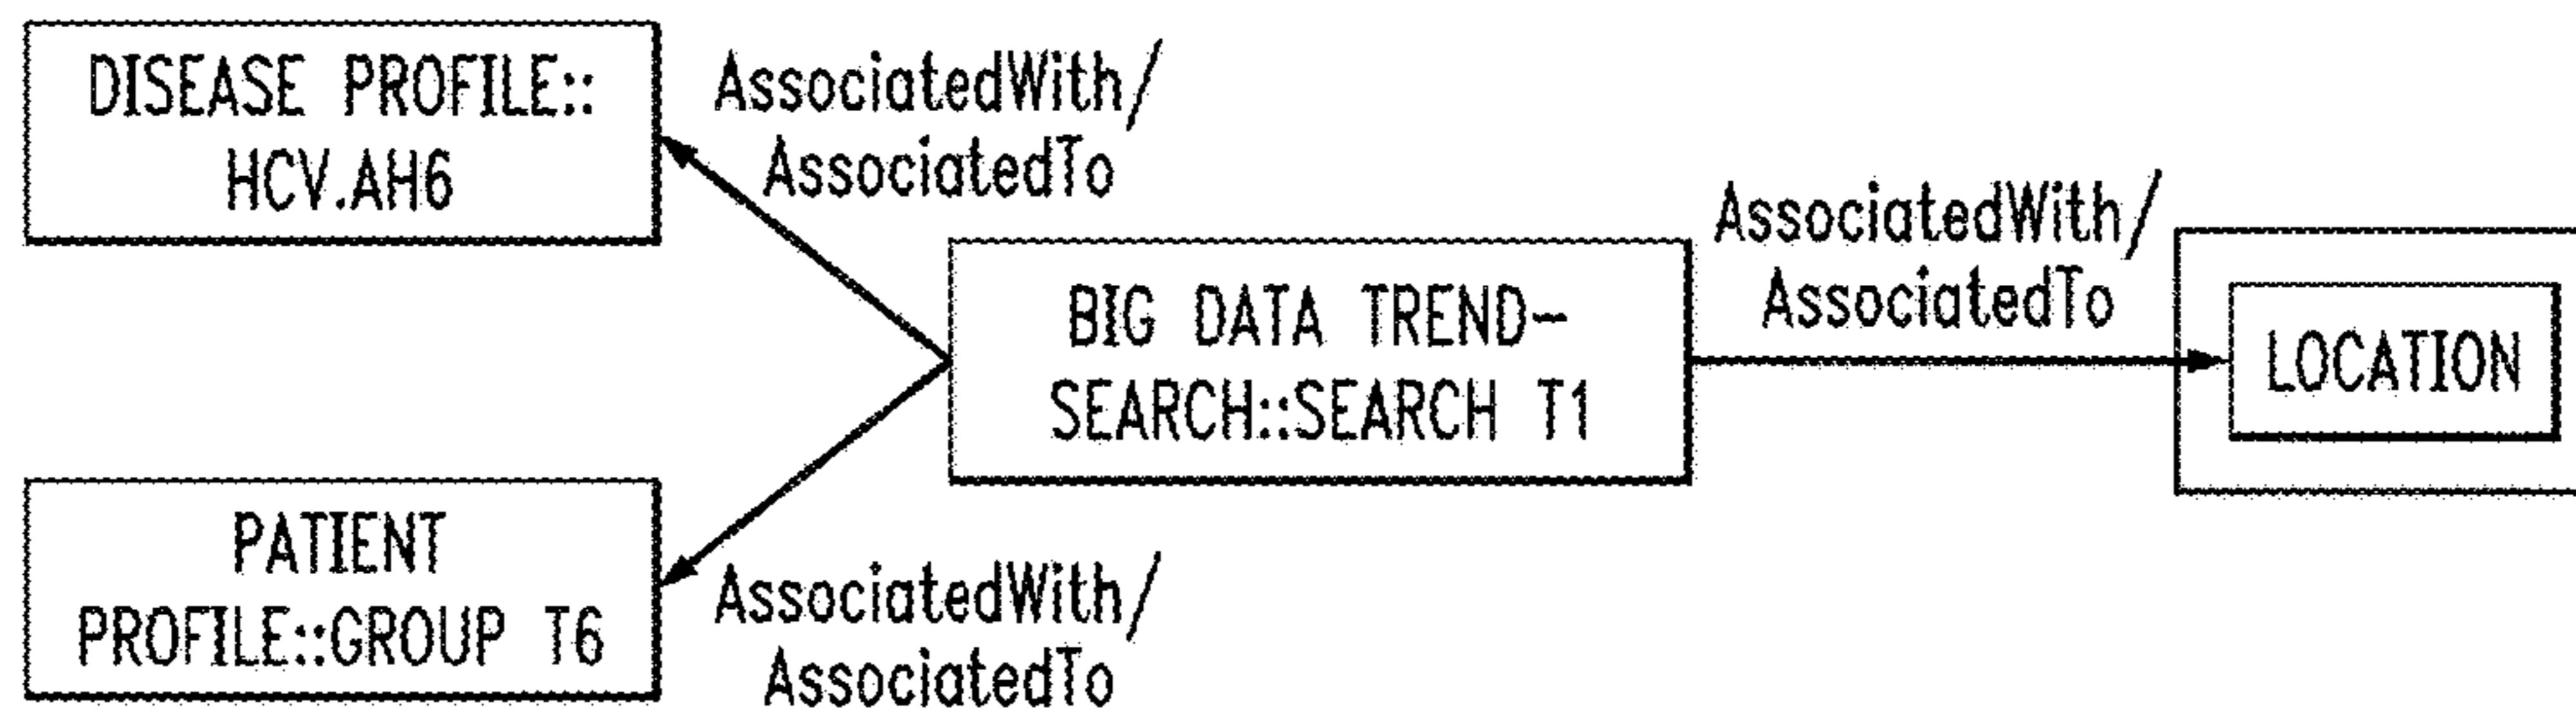 DISEASE PROFILE::
HCV.AH6
AssociatedWith/
AssociatedTo
BIG DATA TREND-
SEARCH::SEARCH T1
AssociatedWith/
AssociatedTo
LOCATION
PATIENT
PROFILE::GROUP T6
AssociatedWith/
AssociatedTo